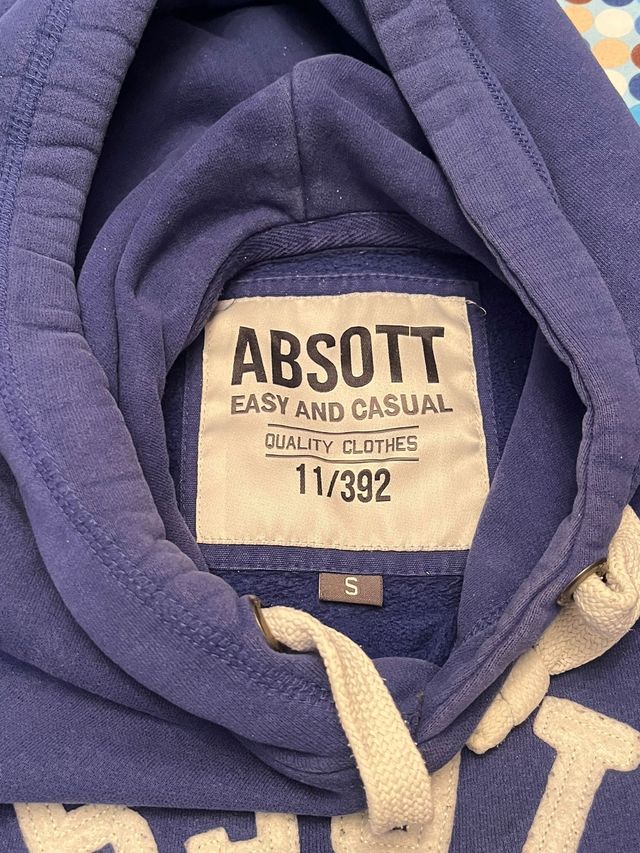 ABSOTT
EASY AND CASUAL
QUALITY CLOTHES
11/392
S